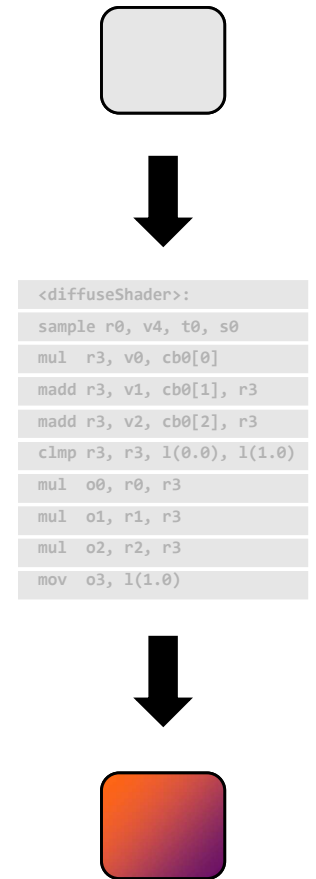 <diffuseShader>:
sample r0, v4, t0, s0
mul  r3, v0, cb0[0]
madd r3, v1, cb0[1], r3
madd r3, v2, cb0[2], r3
clmp r3, r3, l(0.0), l(1.0)
mul  o0, r0, r3
mul  o1, r1, r3
mul  o2, r2, r3
mov  o3, l(1.0)